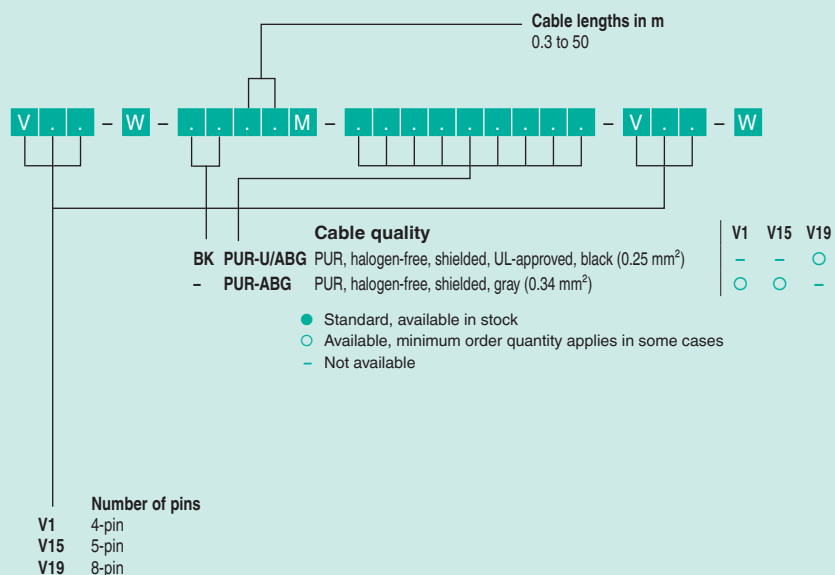 Cable lengths in m
0.3 to 50
V . . – W – . . . . M – . . . . . . . . . – V . . – W
Cable quality V1 V15 V19
BK PUR-U/ABG PUR, halogen-free, shielded, UL-approved, black (0.25 mm²) – – ○
– PUR-ABG PUR, halogen-free, shielded, gray (0.34 mm²) ○ ○ –
● Standard, available in stock
○ Available, minimum order quantity applies in some cases
– Not available
Number of pins
V1 4-pin
V15 5-pin
V19 8-pin